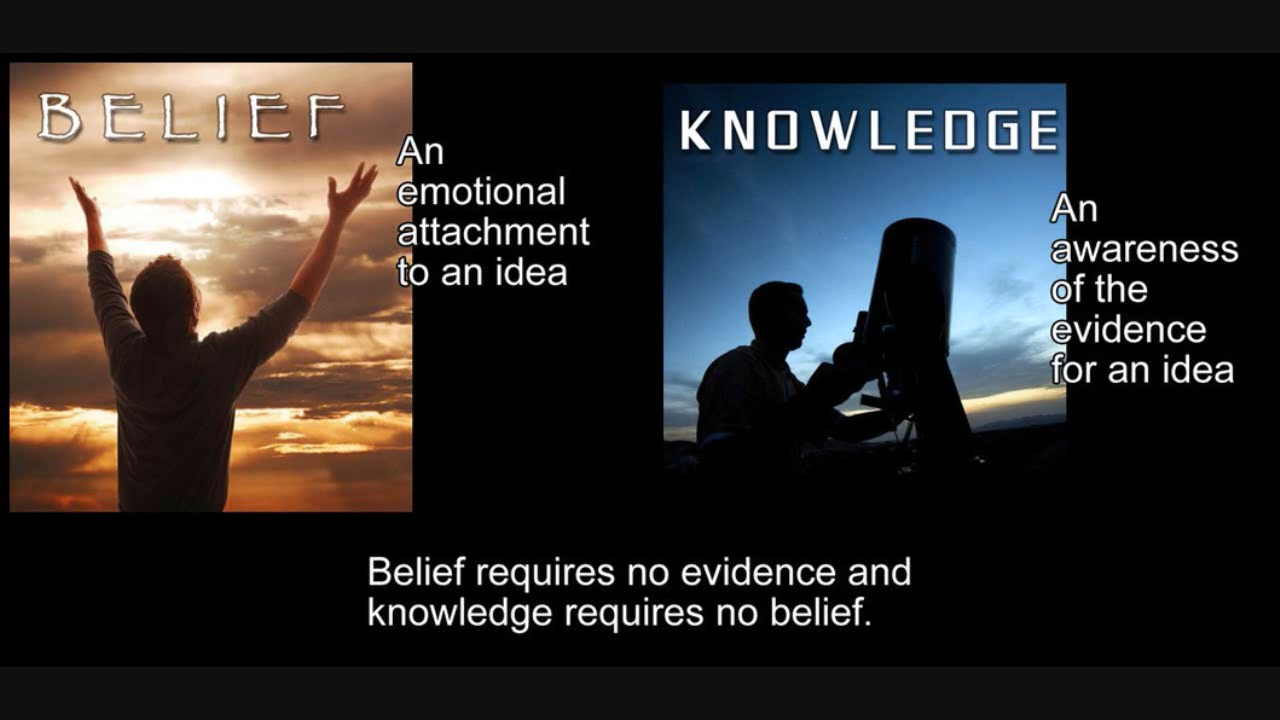 BELIEF
An
emotional
attachment
to an idea
KNOWLEDGE
An
awareness
of the
evidence
for an idea
Belief requires no evidence and
knowledge requires no belief.